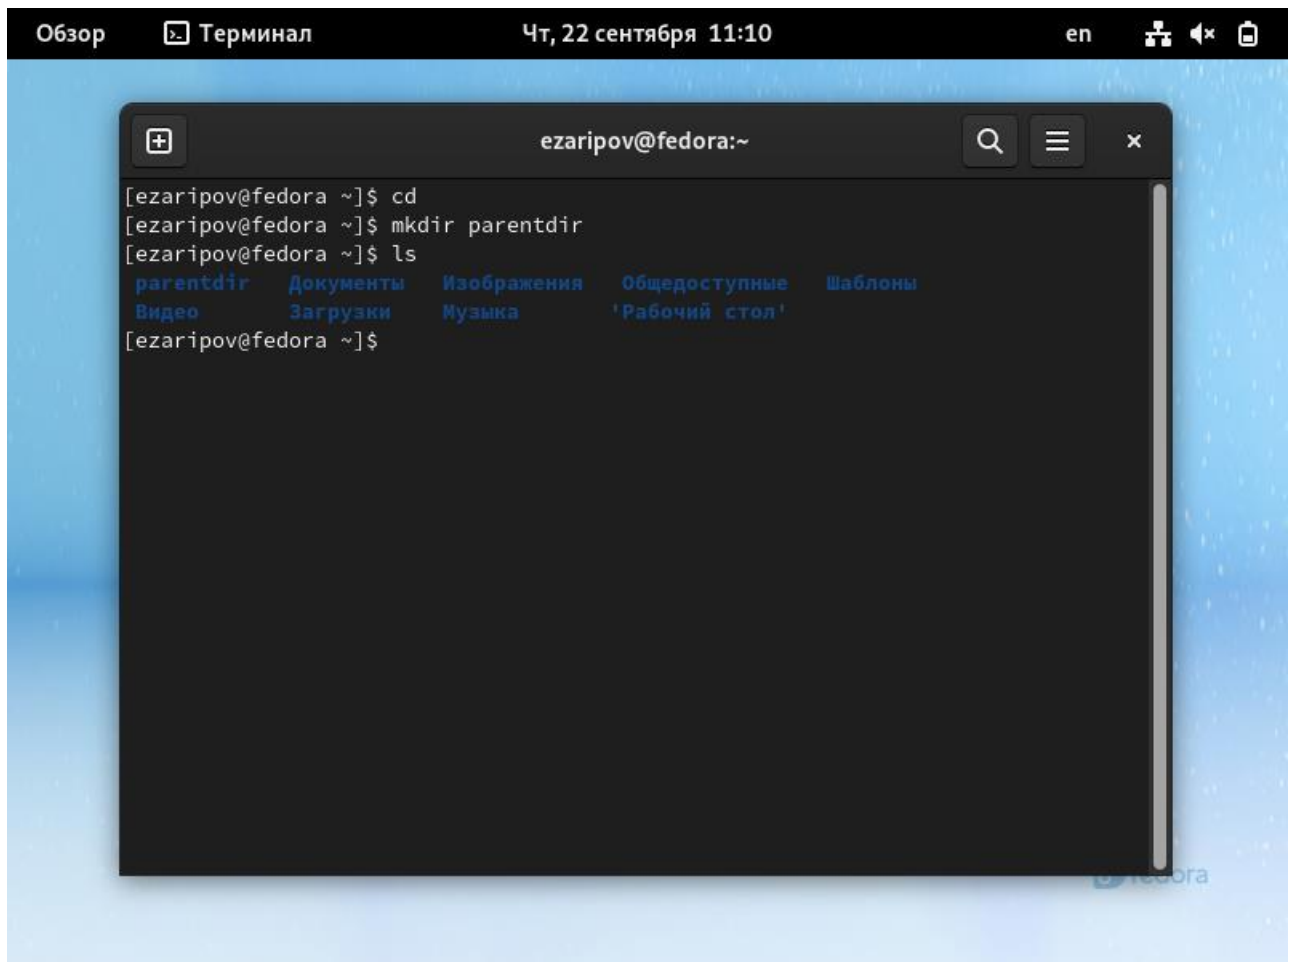 Обзор Терминал Чт, 22 сентября 11:10 en
ezaripov@fedora:~
[ezaripov@fedora ~]$ cd
[ezaripov@fedora ~]$ mkdir parentdir
[ezaripov@fedora ~]$ ls
parentdir Документы Изображения Общедоступные Шаблоны
Видео Загрузки Музыка 'Рабочий стол'
[ezaripov@fedora ~]$
fedora